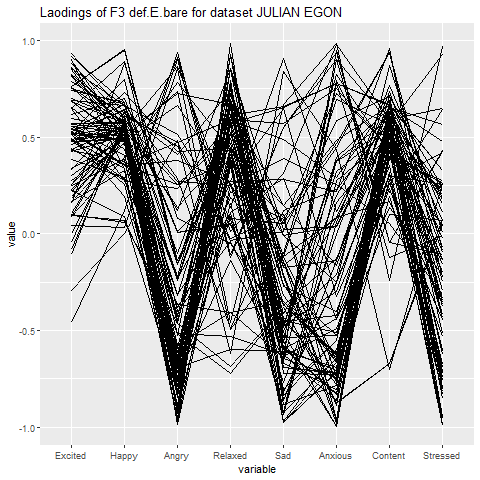 Laodings of F3 def.E.bare for dataset JULIAN EGON
1.0
0.5
0.0
-0.5
-1.0
value
Excited Happy Angry Relaxed Sad Anxious Content Stressed
variable